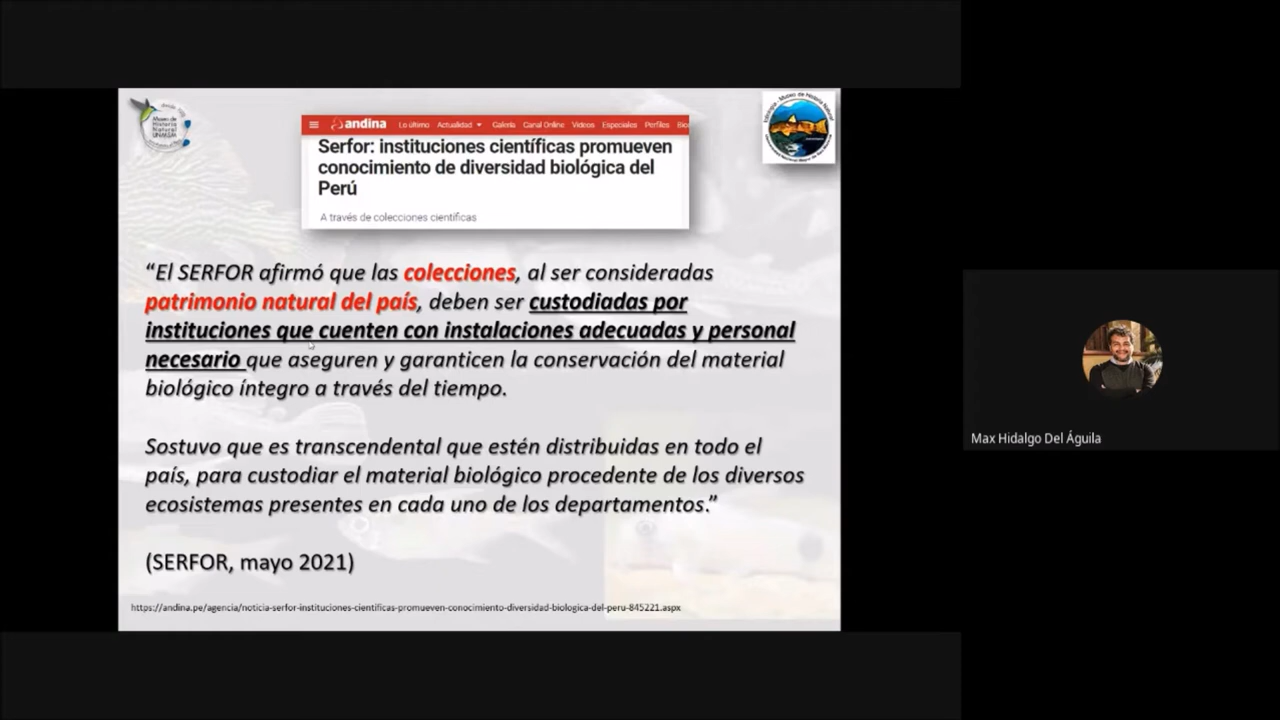 andina Lo último Actualidad Galería Canal Online Videos Especiales Perfiles
Serfor: instituciones científicas promueven
conocimiento de diversidad biológica del
Perú
A través de colecciones científicas
“El SERFOR afirmó que las colecciones, al ser consideradas
patrimonio natural del país, deben ser custodiadas por
instituciones que cuenten con instalaciones adecuadas y personal
necesario que aseguren y garanticen la conservación del material
biológico íntegro a través del tiempo.
Sostuvo que es transcendental que estén distribuidas en todo el
país, para custodiar el material biológico procedente de los diversos
ecosistemas presentes en cada uno de los departamentos.”
(SERFOR, mayo 2021)
https://andina.pe/agencia/noticia-serfor-instituciones-cientificas-promueven-conocimiento-diversidad-biologica-del-peru-845221.aspx
Max Hidalgo Del Águila